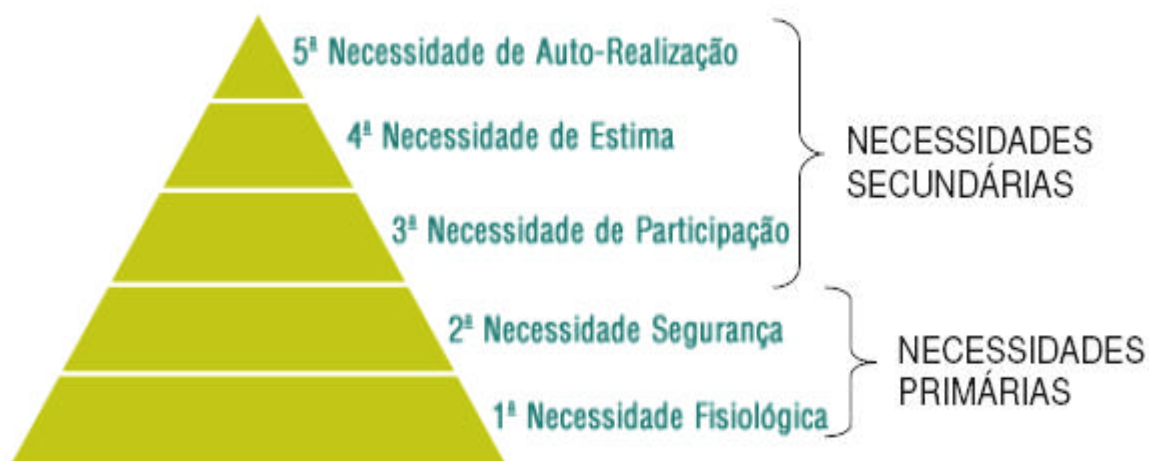 5ª Necessidade de Auto-Realização
4ª Necessidade de Estima
3ª Necessidade de Participação
NECESSIDADES
SECUNDÁRIAS
2ª Necessidade Segurança
1ª Necessidade Fisiológica
NECESSIDADES
PRIMÁRIAS